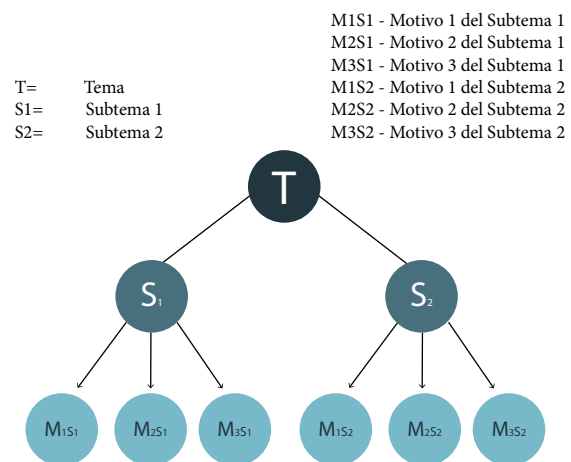 M1S1 - Motivo 1 del Subtema 1
M2S1 - Motivo 2 del Subtema 1
M3S1 - Motivo 3 del Subtema 1
T= Tema M1S2 - Motivo 1 del Subtema 2
S1= Subtema 1 M2S2 - Motivo 2 del Subtema 2
S2= Subtema 2 M3S2 - Motivo 3 del Subtema 2
T
S1 S2
M1S1 M2S1 M3S1 M1S2 M2S2 M3S2